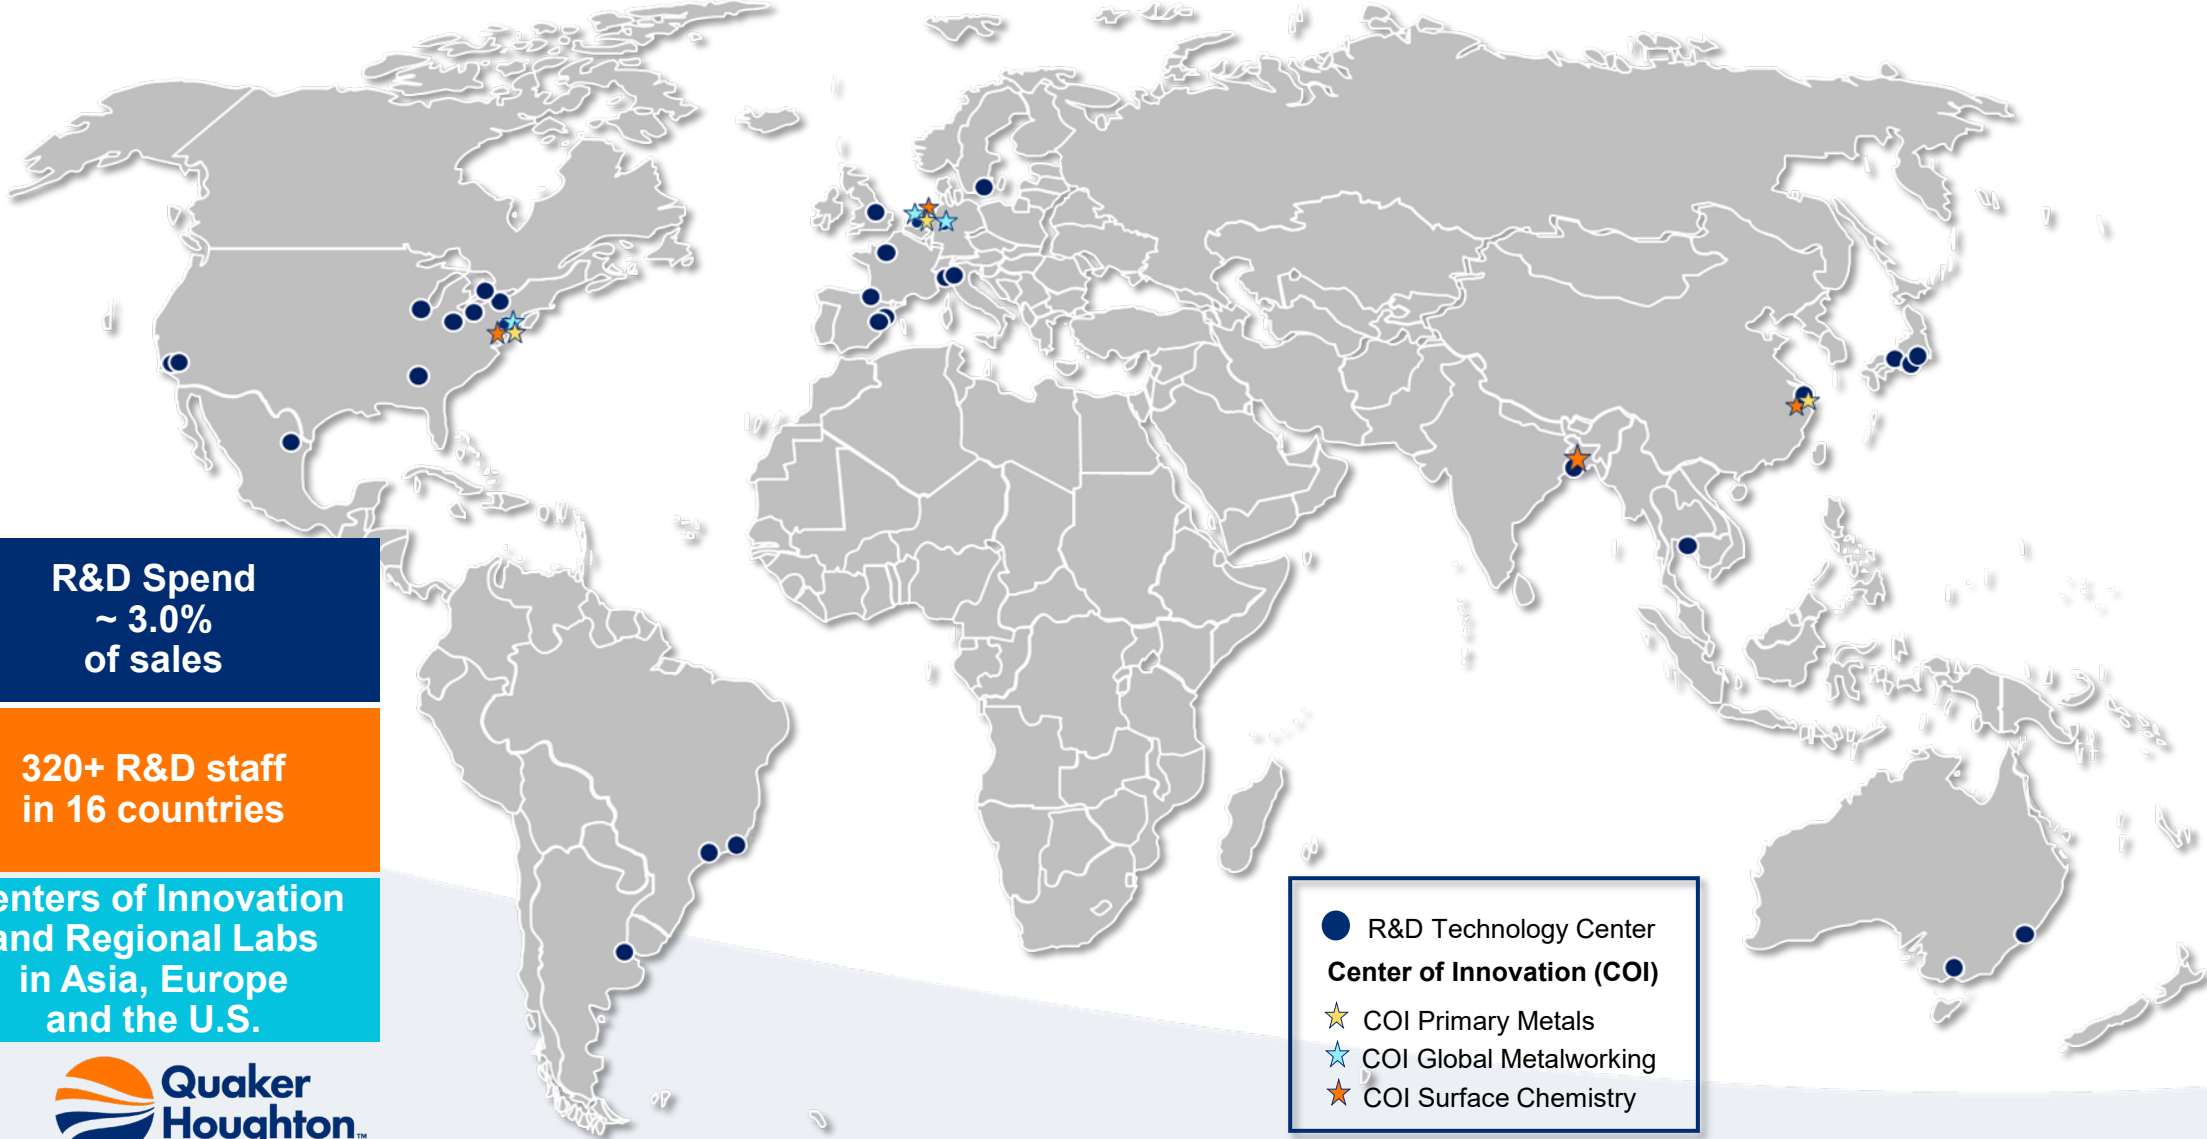 R&D Spend
~ 3.0%
of sales
320+ R&D staff
in 16 countries
enters of Innovation
and Regional Labs
in Asia, Europe
and the U.S.
Quaker
Houghton™
R&D Technology Center
Center of Innovation (COI)
COI Primary Metals
COI Global Metalworking
COI Surface Chemistry